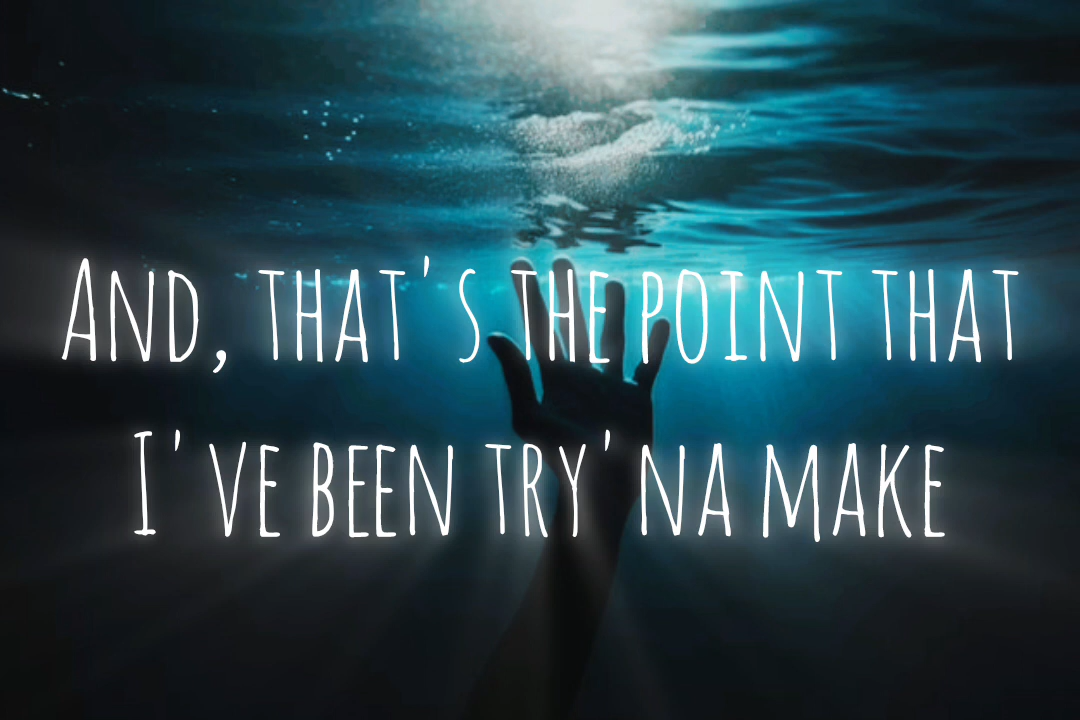 And, that's the point that
I've been try'na make